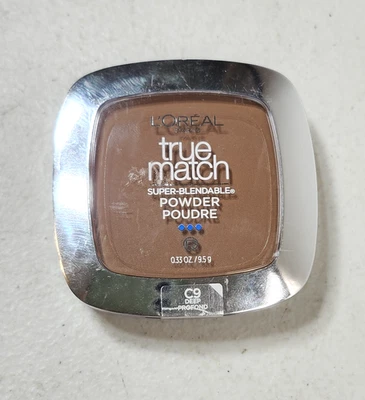 L'ORÉAL
true
match
SUPER-BLENDABLE®
POWDER
POUDRE
0.33 OZ. / 9.5 g
C9
DEEP
PROFOND